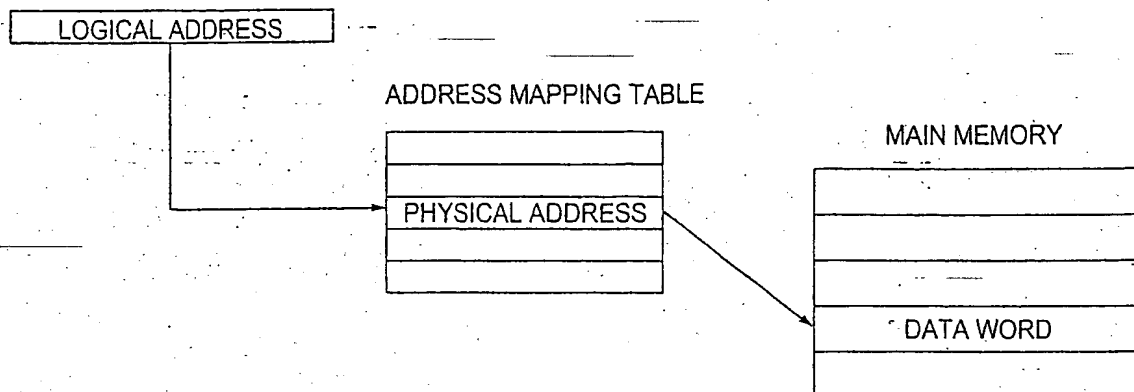 LOGICAL ADDRESS
ADDRESS MAPPING TABLE
MAIN MEMORY
PHYSICAL ADDRESS
DATA WORD